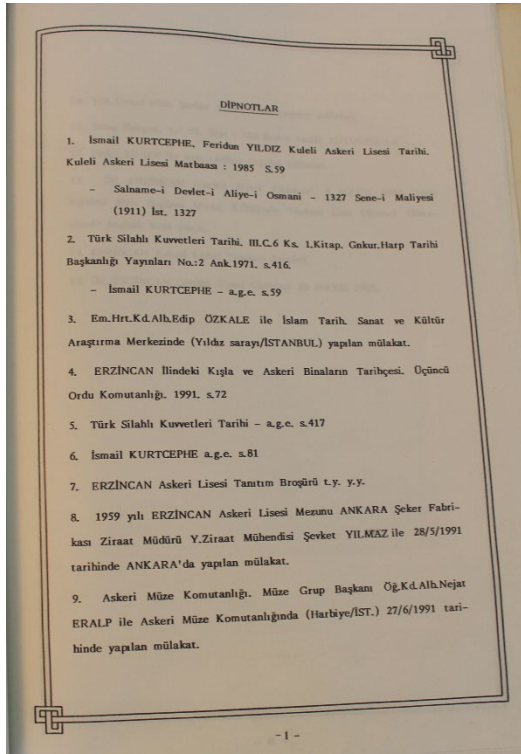 DİPNOTLAR
1. İsmail KURTCEPHE, Feridun YILDIZ Kuleli Askeri Lisesi Tarihi.
Kuleli Askeri Lisesi Matbaası : 1985 S.59
- Salname-i Devlet-i Aliye-i Osmani - 1327 Sene-i Maliyesi
(1911) İst. 1327
2. Türk Silahlı Kuvvetleri Tarihi. III.C.6 Ks. 1.Kitap. Gnkur.Harp Tarihi
Başkanlığı Yayınları No.:2 Ank.1971. s.416.
- İsmail KURTCEPHE - a.g.e. s.59
3. Em.Hrt.Kd.Alb.Edip ÖZKALE ile İslam Tarih. Sanat ve Kültür
Araştırma Merkezinde (Yıldız sarayı/İSTANBUL) yapılan mülakat.
4. ERZİNCAN İlindeki Kışla ve Askeri Binaların Tarihçesi. Üçüncü
Ordu Komutanlığı. 1991. s.72
5. Türk Silahlı Kuvvetleri Tarihi - a.g.e. s.417
6. İsmail KURTCEPHE a.g.e. s.81
7. ERZİNCAN Askeri Lisesi Tanıtım Broşürü t.y. y.y.
8. 1959 yılı ERZİNCAN Askeri Lisesi Mezunu ANKARA Şeker Fabri-
kası Ziraat Müdürü Y.Ziraat Mühendisi Şevket YILMAZ ile 28/5/1991
tarihinde ANKARA'da yapılan mülakat.
9. Askeri Müze Komutanlığı. Müze Grup Başkanı Öğ.Kd.Alb.Nejat
ERALP ile Askeri Müze Komutanlığında (Harbiye/İST.) 27/6/1991 tari-
hinde yapılan mülakat.
- 1 -